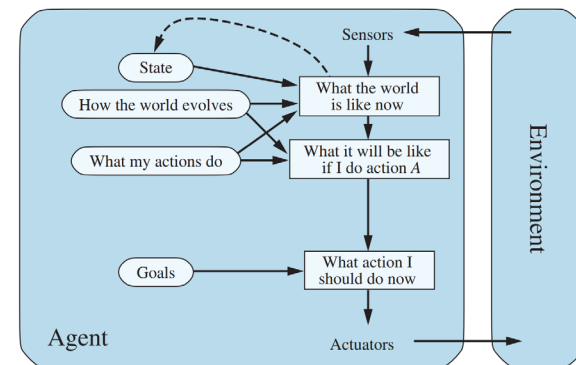 Sensors
State
What the world
is like now
How the world evolves
What my actions do
What it will be like
if I do action A
Environment
Goals
What action I
should do now
Agent
Actuators